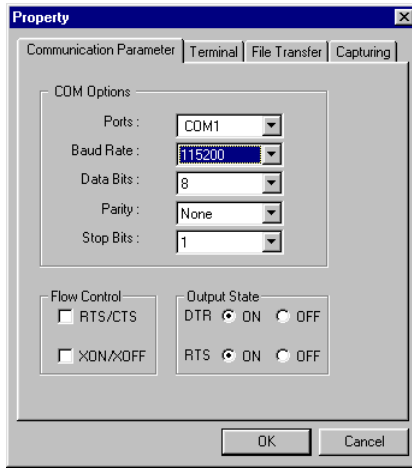 Property
Communication Parameter Terminal File Transfer Capturing
COM Options
Ports : COM1
Baud Rate : 115200
Data Bits : 8
Parity : None
Stop Bits : 1
Flow Control Output State
RTS/CTS DTR ON OFF
XON/XOFF RTS ON OFF
OK Cancel